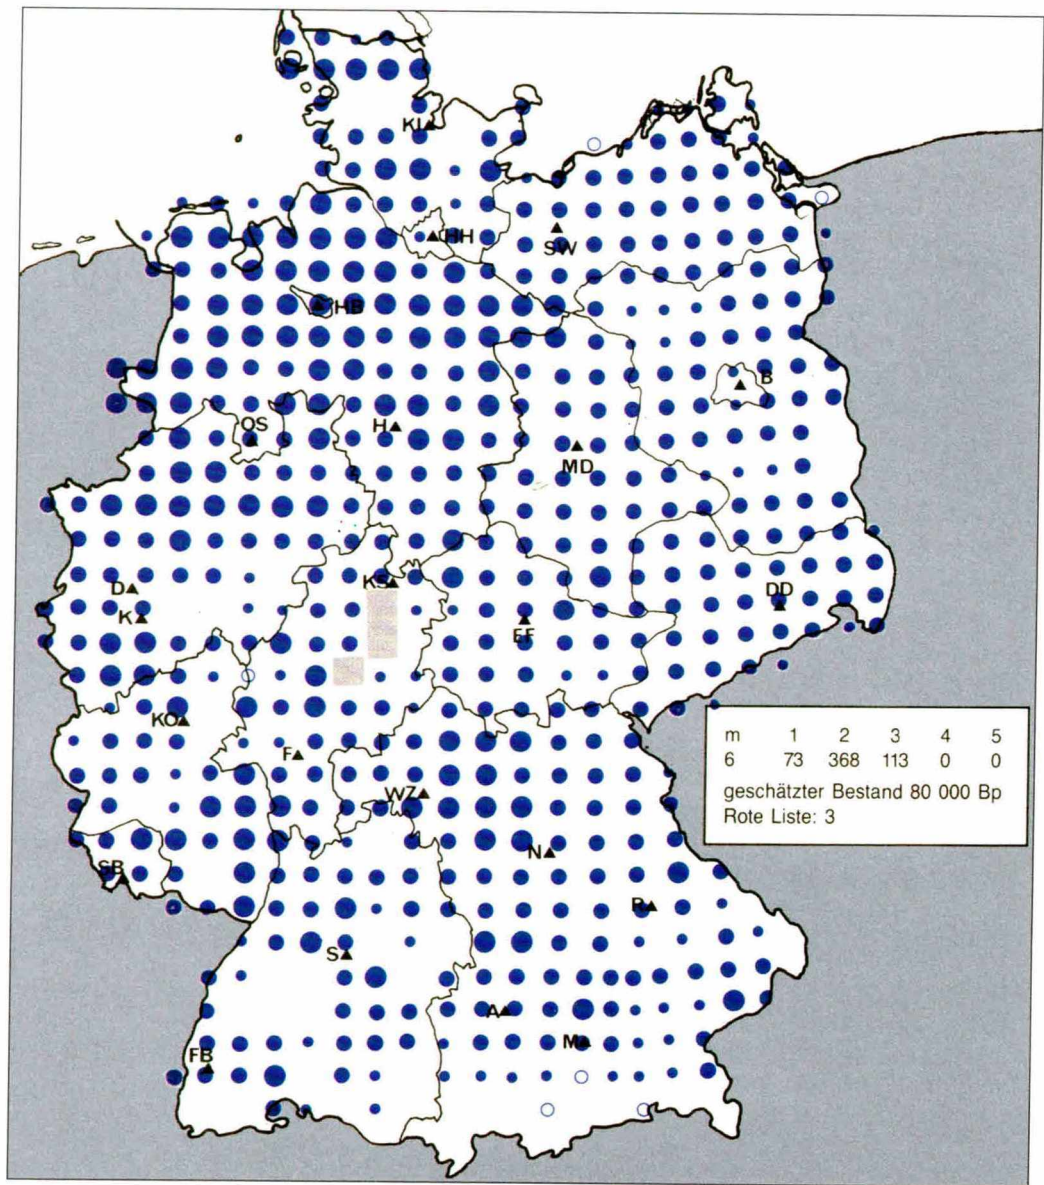 KI
HH
SW
HB
B
OS
H
MD
KS
D
K
EF
DD
KO
F
WZ
SB
N
R
S
A
M
FB
m 1 2 3 4 5
6 73 368 113 0 0
geschätzter Bestand 80 000 Bp
Rote Liste: 3